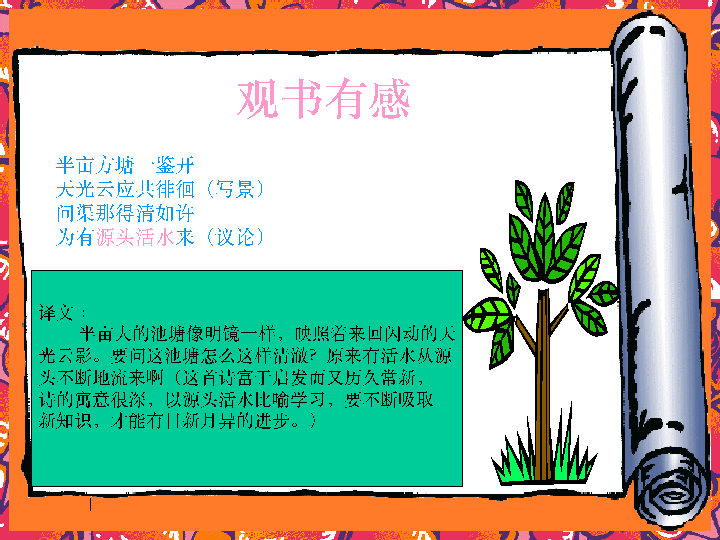 观书有感
半亩方塘一鉴开
天光云应共徘徊（写景）
问渠那得清如许
为有源头活水来（议论）
译文：
半亩大的池塘像明镜一样，映照着来回闪动的天
光云影。要问这池塘怎么这样清澈？原来有活水从源
头不断地流来啊（这首诗富于启发而又历久常新，
诗的寓意很深，以源头活水比喻学习，要不断吸取
新知识，才能有日新月异的进步。）